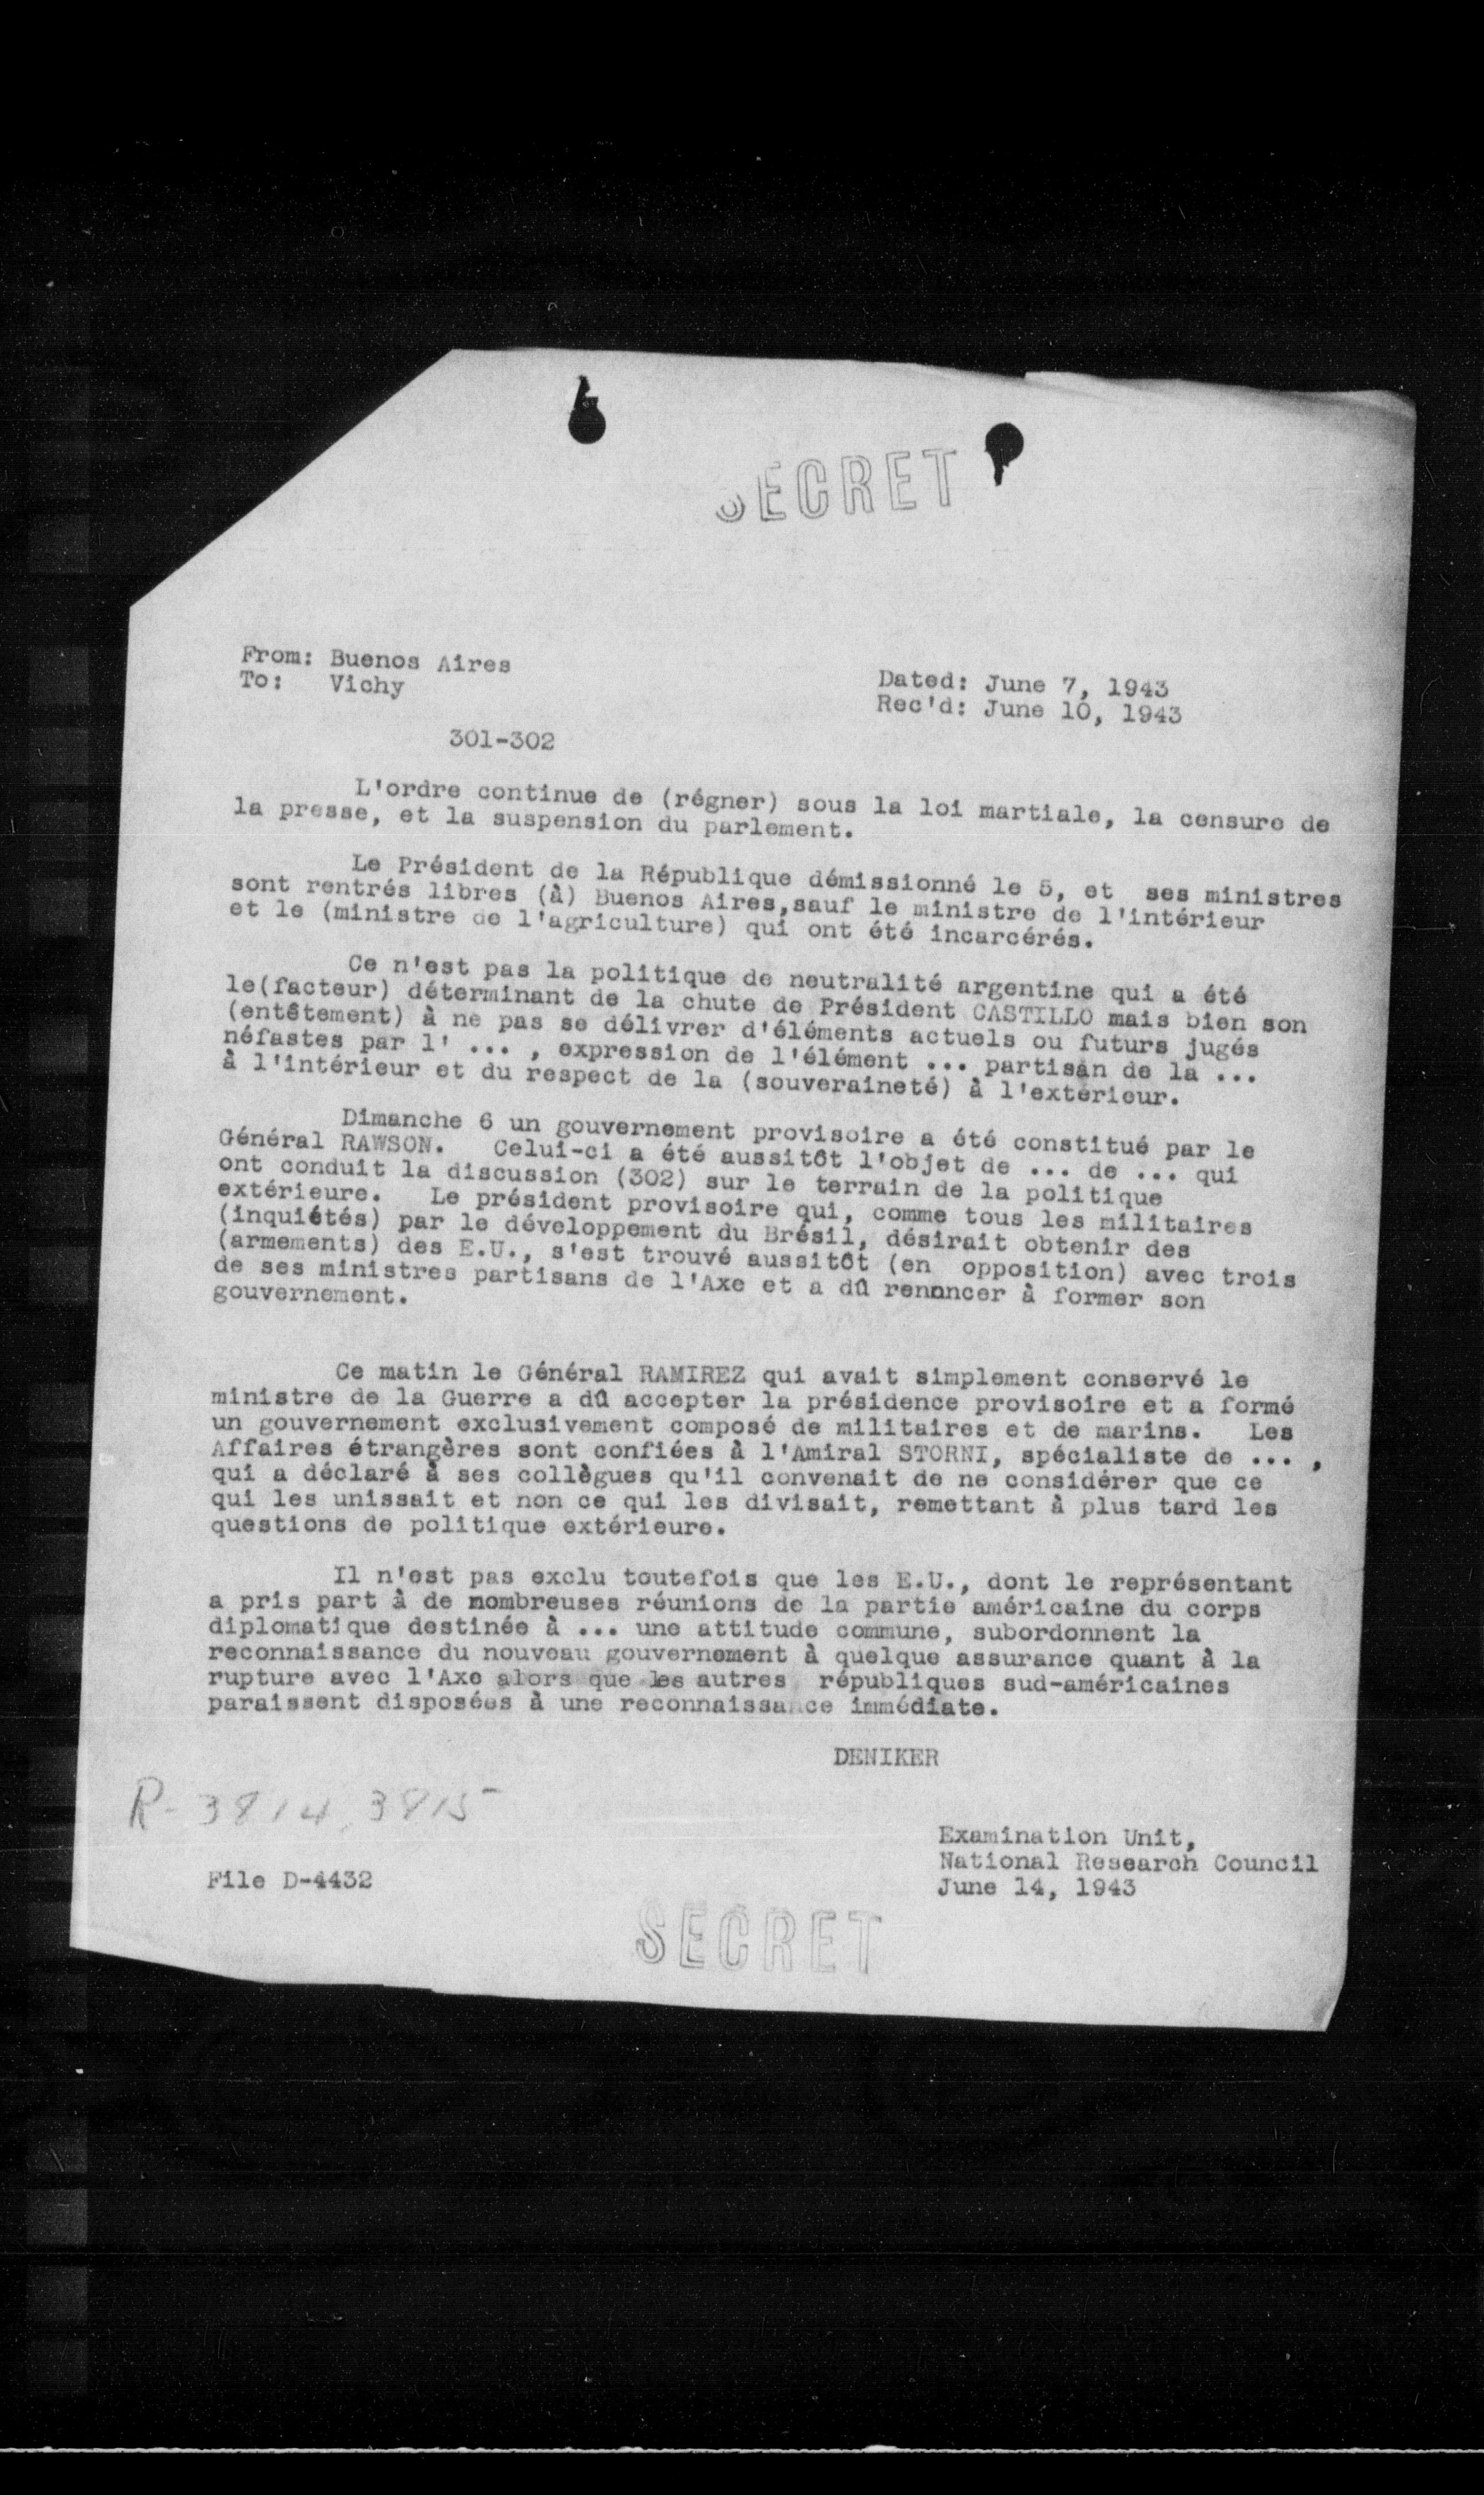 SECRET
From: Buenos Aires
To: Vichy
Dated: June 7, 1943
Rec'd: June 10, 1943
301-302
L'ordre continue de (régner) sous la loi martiale, la censure de
la presse, et la suspension du parlement.
Le Président de la République démissionné le 5, et ses ministres
sont rentrés libres (à) Buenos Aires,sauf le ministre de l'intérieur
et le (ministre de l'agriculture) qui ont été incarcérés.
Ce n'est pas la politique de neutralité argentine qui a été
le(facteur) déterminant de la chute de Président CASTILLO mais bien son
(entêtement) à ne pas se délivrer d'éléments actuels ou futurs jugés
néfastes par l' ... , expression de l'élément ... partisan de la ...
à l'intérieur et du respect de la (souveraineté) à l'extérieur.
Dimanche 6 un gouvernement provisoire a été constitué par le
Général RAWSON. Celui-ci a été aussitôt l'objet de ... de ... qui
ont conduit la discussion (302) sur le terrain de la politique
extérieure. Le président provisoire qui, comme tous les militaires
(inquiétés) par le développement du Brésil, désirait obtenir des
(armements) des E.U., s'est trouvé aussitôt (en opposition) avec trois
de ses ministres partisans de l'Axe et a dû renoncer à former son
gouvernement.
Ce matin le Général RAMIREZ qui avait simplement conservé le
ministre de la Guerre a dû accepter la présidence provisoire et a formé
un gouvernement exclusivement composé de militaires et de marins. Les
Affaires étrangères sont confiées à l'Amiral STORNI, spécialiste de ... ,
qui a déclaré à ses collègues qu'il convenait de ne considérer que ce
qui les unissait et non ce qui les divisait, remettant à plus tard les
questions de politique extérieure.
Il n'est pas exclu toutefois que les E.U., dont le représentant
a pris part à de nombreuses réunions de la partie américaine du corps
diplomatique destinée à ... une attitude commune, subordonnent la
reconnaissance du nouveau gouvernement à quelque assurance quant à la
rupture avec l'Axe alors que les autres républiques sud-américaines
paraissent disposées à une reconnaissance immédiate.
DENIKER
R-3814, 3815
Examination Unit,
National Research Council
June 14, 1943
File D-4432
SECRET